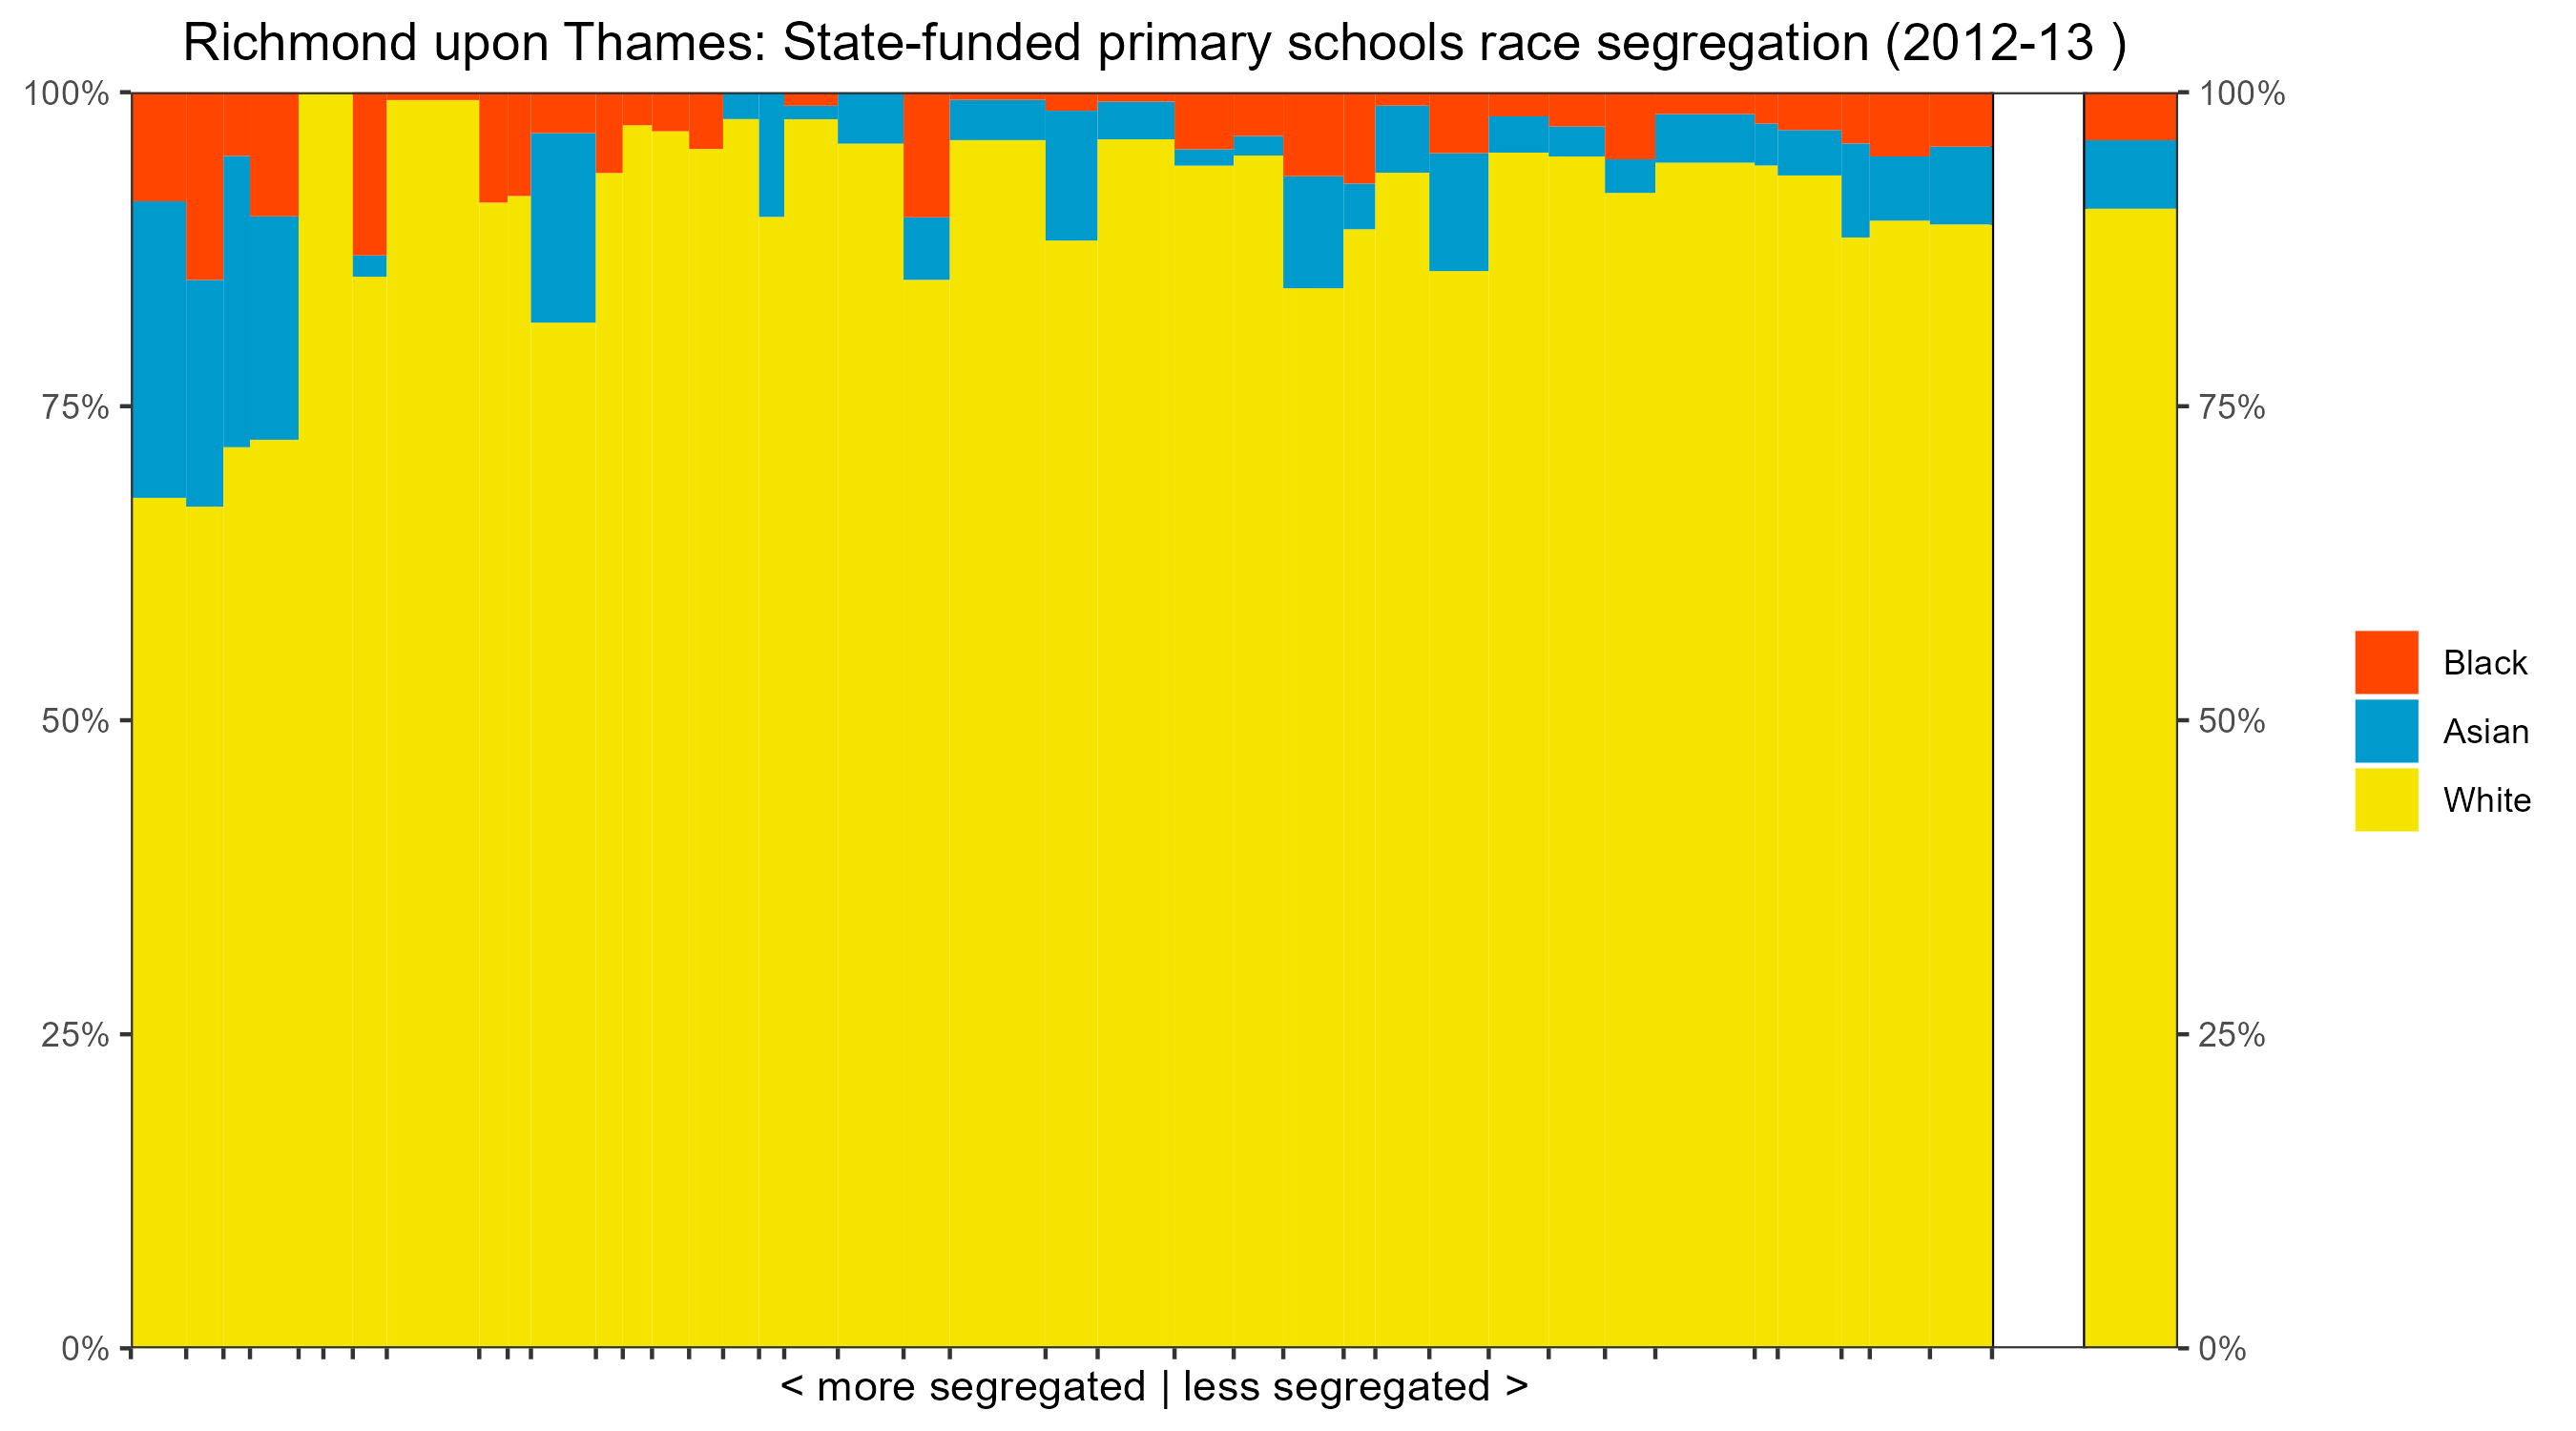 Richmond upon Thames: State-funded primary schools race segregation (2012-13 )
100%
75%
50%
25%
0%
100%
75%
50%
25%
0%
Black
Asian
White
< more segregated | less segregated >